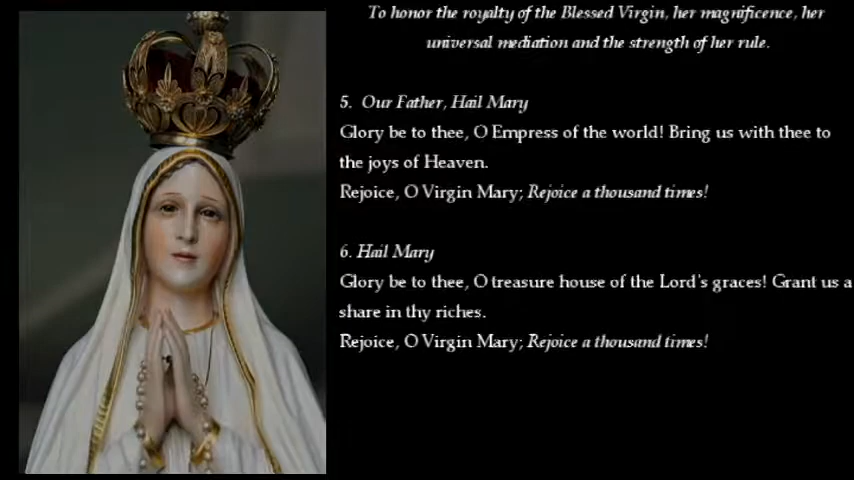 To honor the royalty of the Blessed Virgin, her magnificence, her
universal mediation and the strength of her rule.
5. Our Father, Hail Mary
Glory be to thee, O Empress of the world! Bring us with thee to
the joys of Heaven.
Rejoice, O Virgin Mary; Rejoice a thousand times!
6. Hail Mary
Glory be to thee, O treasure house of the Lord's graces! Grant us a
share in thy riches.
Rejoice, O Virgin Mary; Rejoice a thousand times!